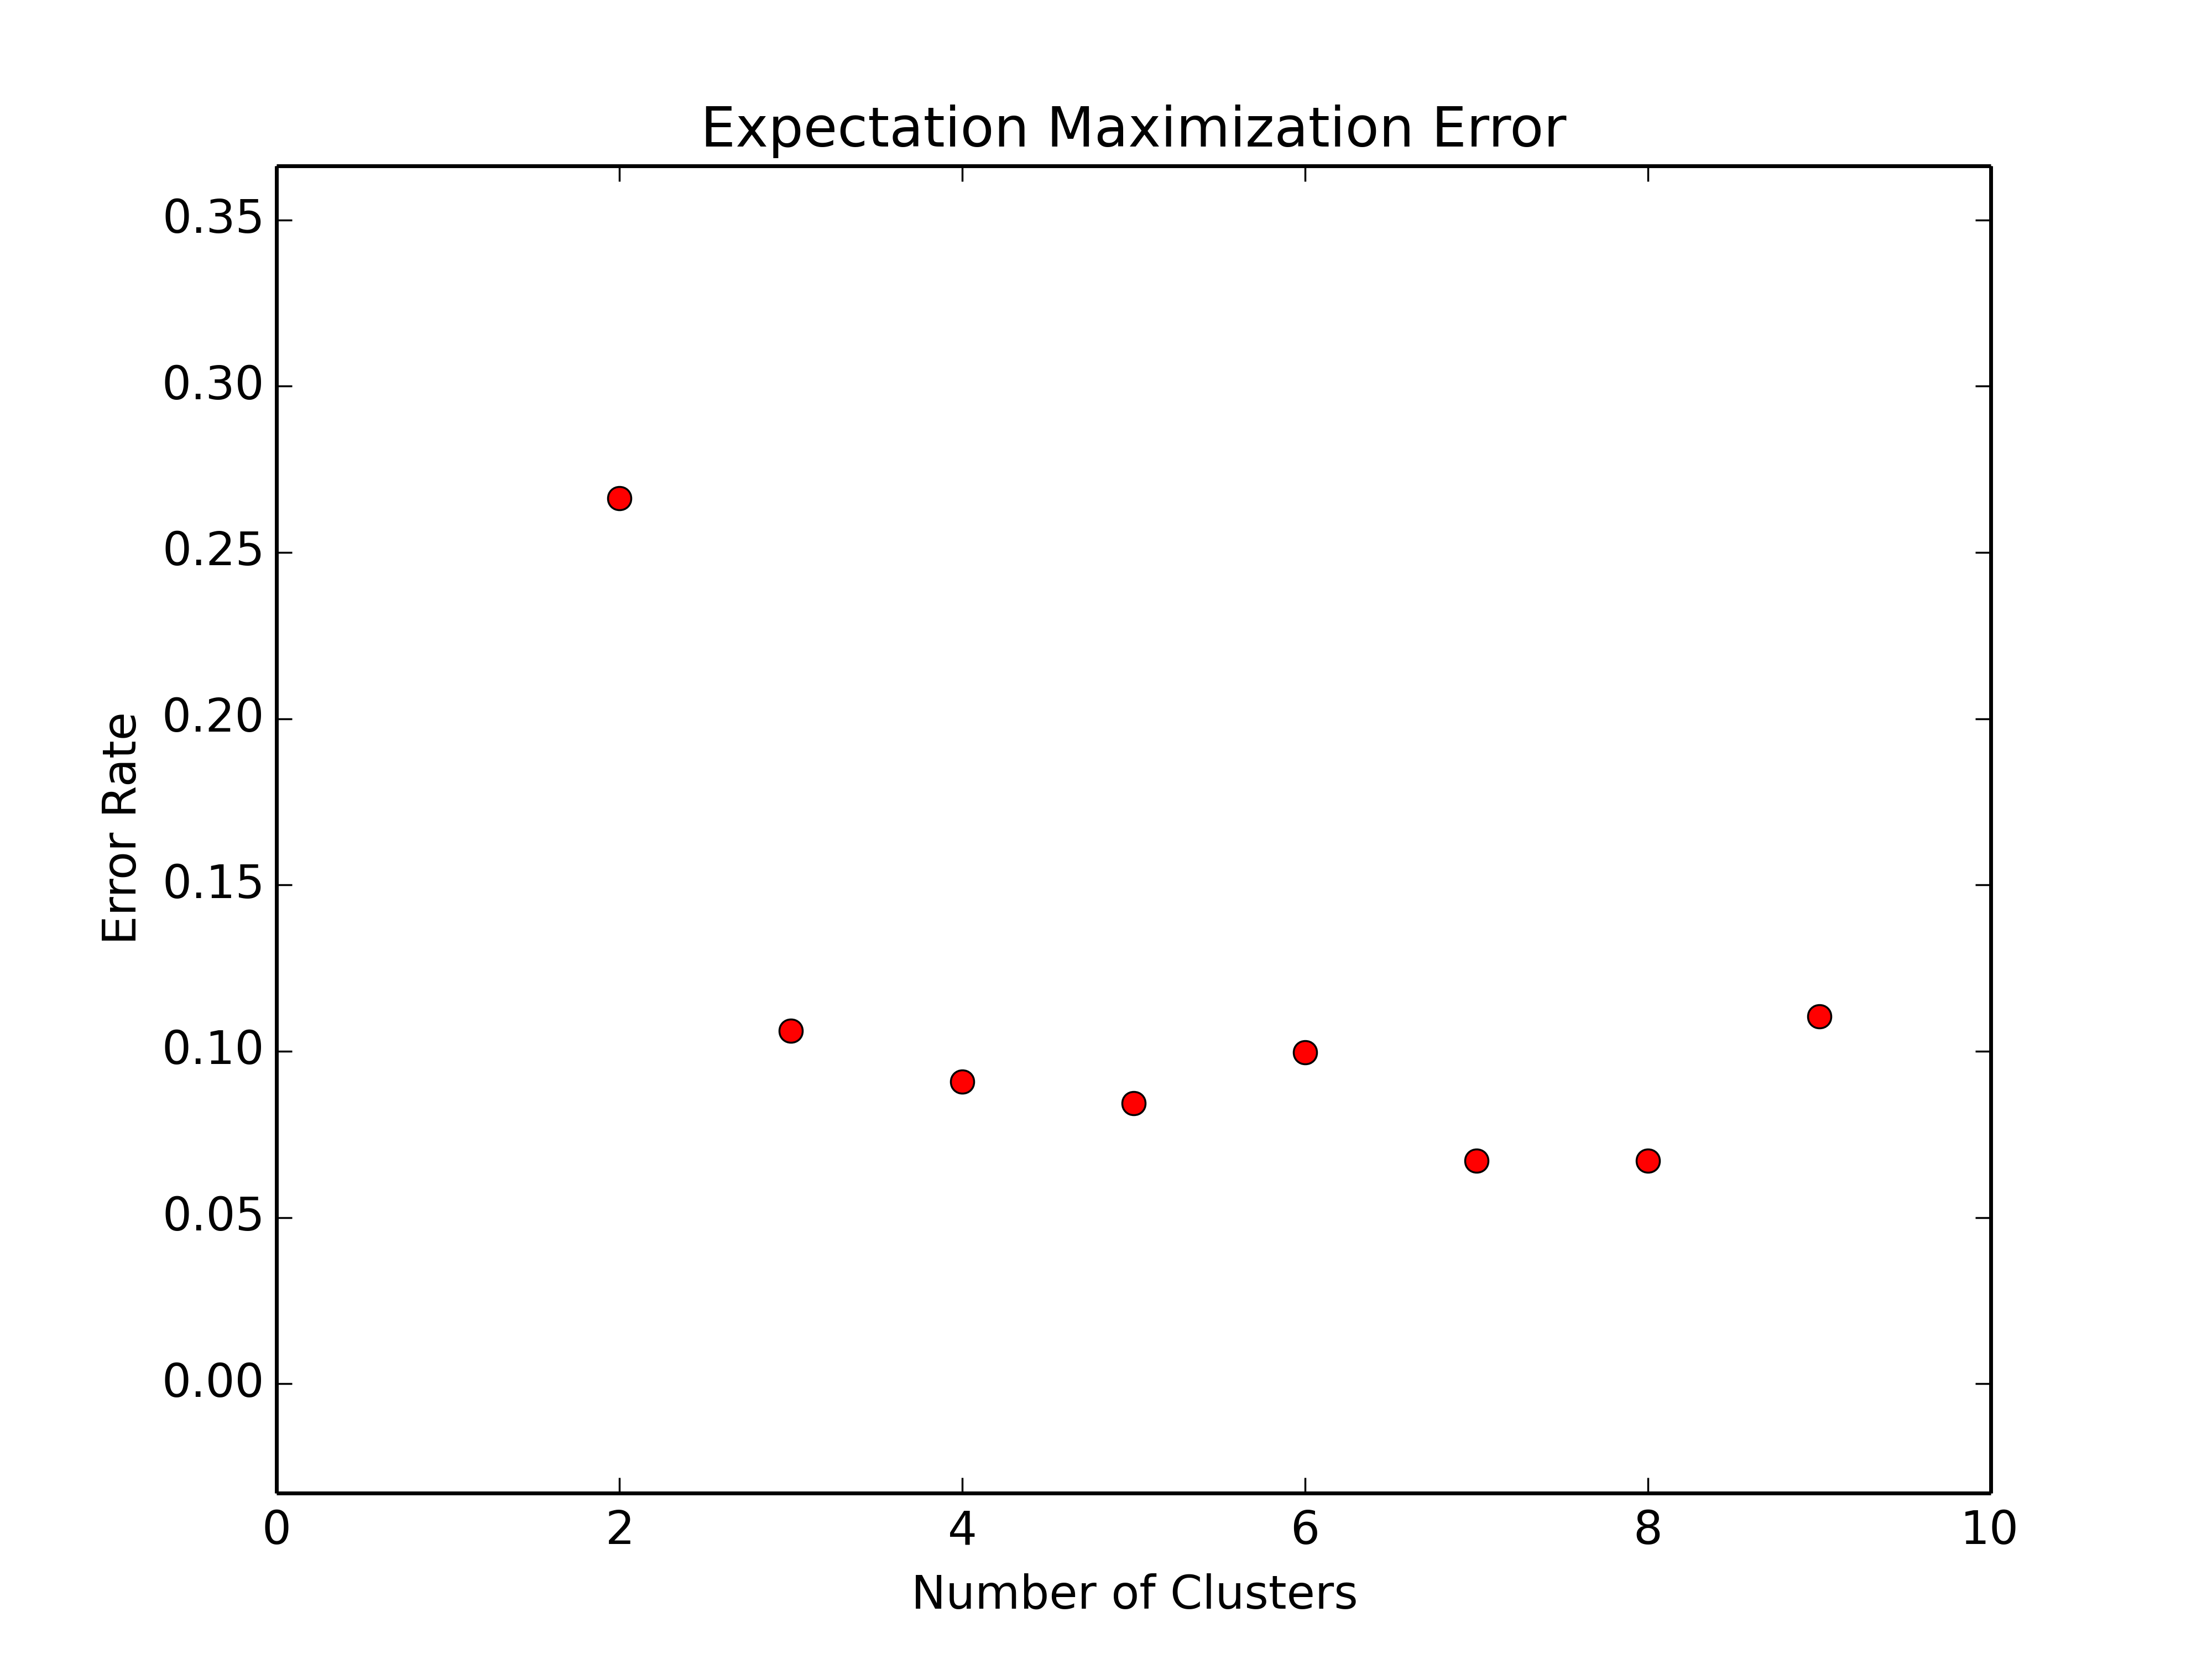 Expectation Maximization Error
0.35
0.30
0.25
0.20
0.15
0.10
0.05
0.00
Error Rate
0 2 4 6 8 10
Number of Clusters